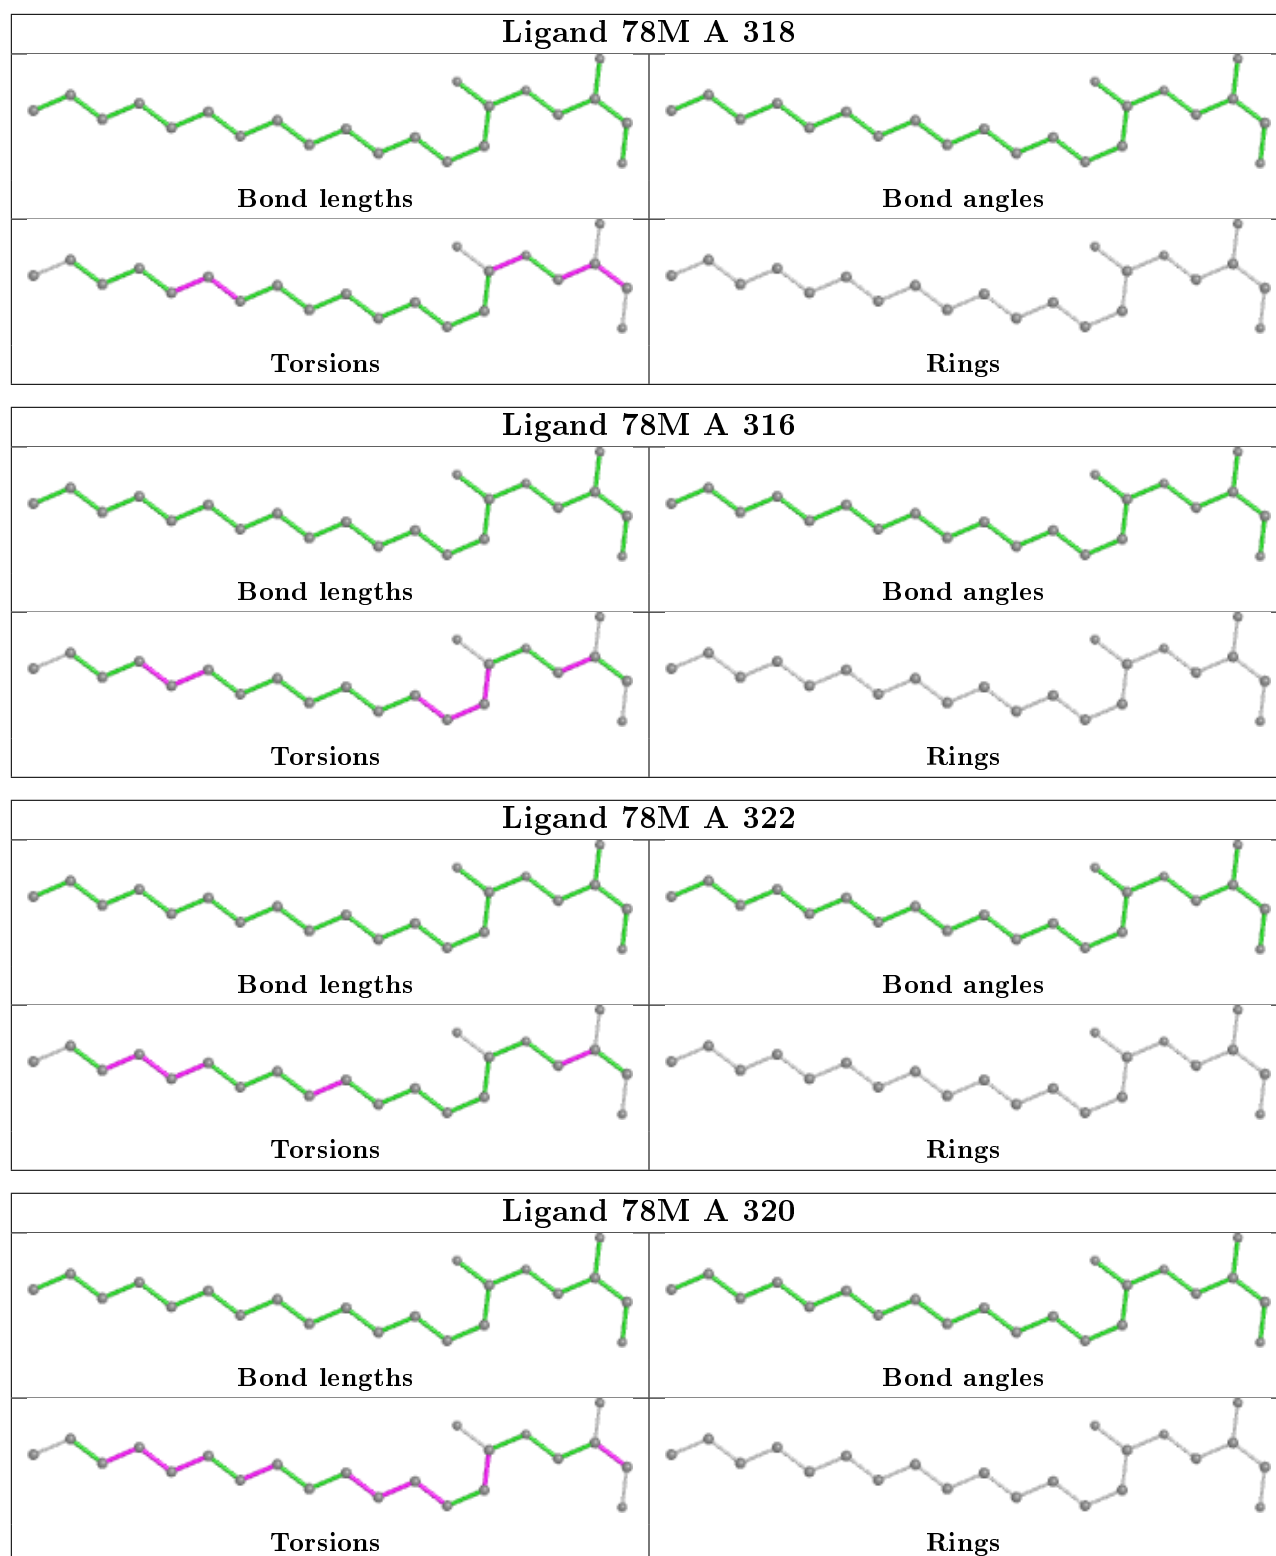 Ligand 78M A 318
Bond lengths
Bond angles
Torsions
Rings
Ligand 78M A 316
Bond lengths
Bond angles
Torsions
Rings
Ligand 78M A 322
Bond lengths
Bond angles
Torsions
Rings
Ligand 78M A 320
Bond lengths
Bond angles
Torsions
Rings